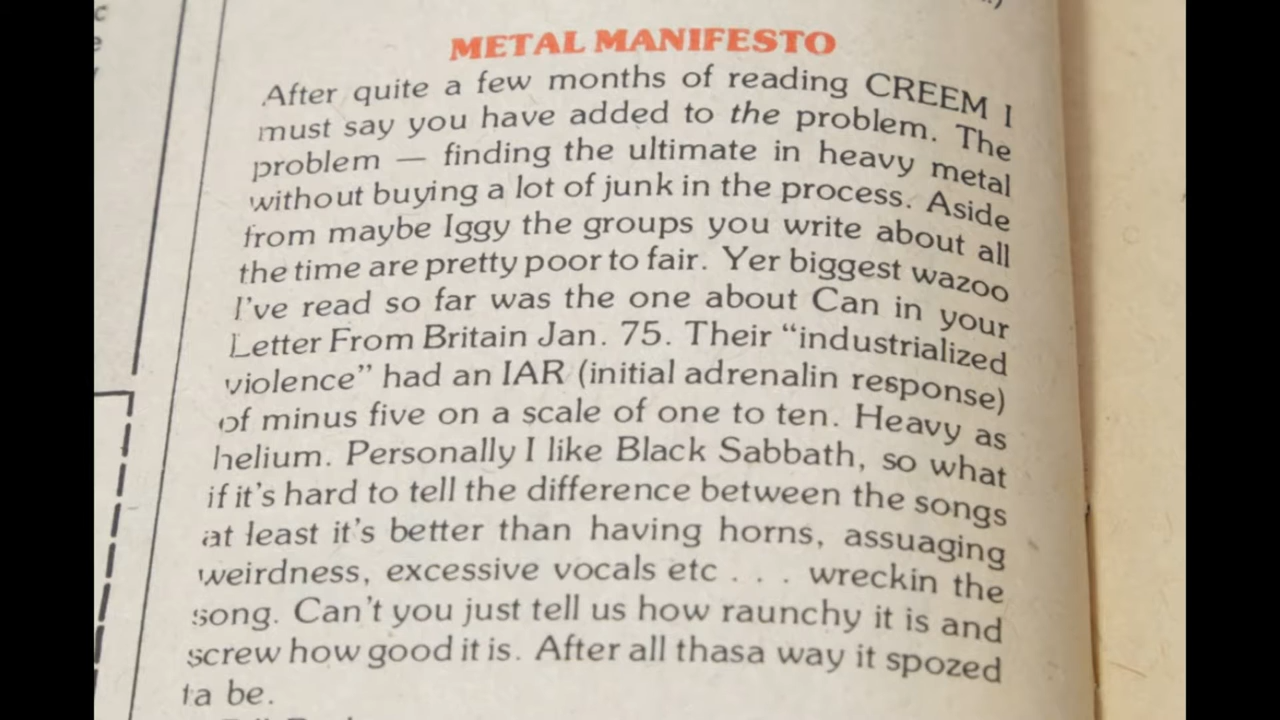 METAL MANIFESTO
After quite a few months of reading CREEM I
must say you have added to the problem. The
problem — finding the ultimate in heavy metal
without buying a lot of junk in the process. Aside
from maybe Iggy the groups you write about all
the time are pretty poor to fair. Yer biggest wazoo
I've read so far was the one about Can in your
Letter From Britain Jan. 75. Their “industrialized
violence” had an IAR (initial adrenalin response)
of minus five on a scale of one to ten. Heavy as
helium. Personally I like Black Sabbath, so what
if it's hard to tell the difference between the songs
at least it's better than having horns, assuaging
weirdness, excessive vocals etc . . . wreckin the
song. Can't you just tell us how raunchy it is and
screw how good it is. After all thasa way it spozed
ta be.